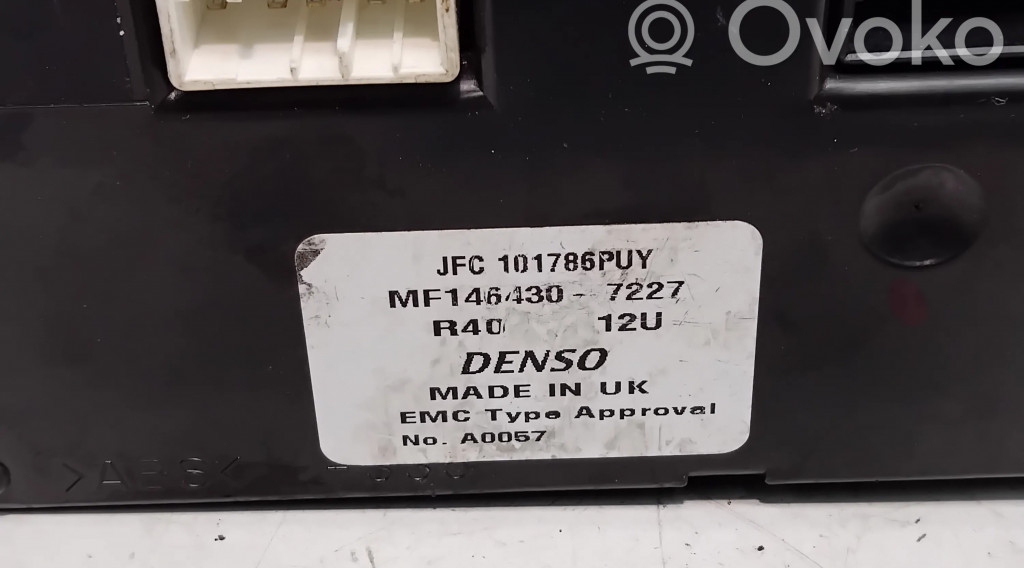 Ovoko
JFC 101786PUY
MF146430-7227
R40 12U
DENSO
MADE IN UK
EMC Type Approval
No. A0057
>ABS<